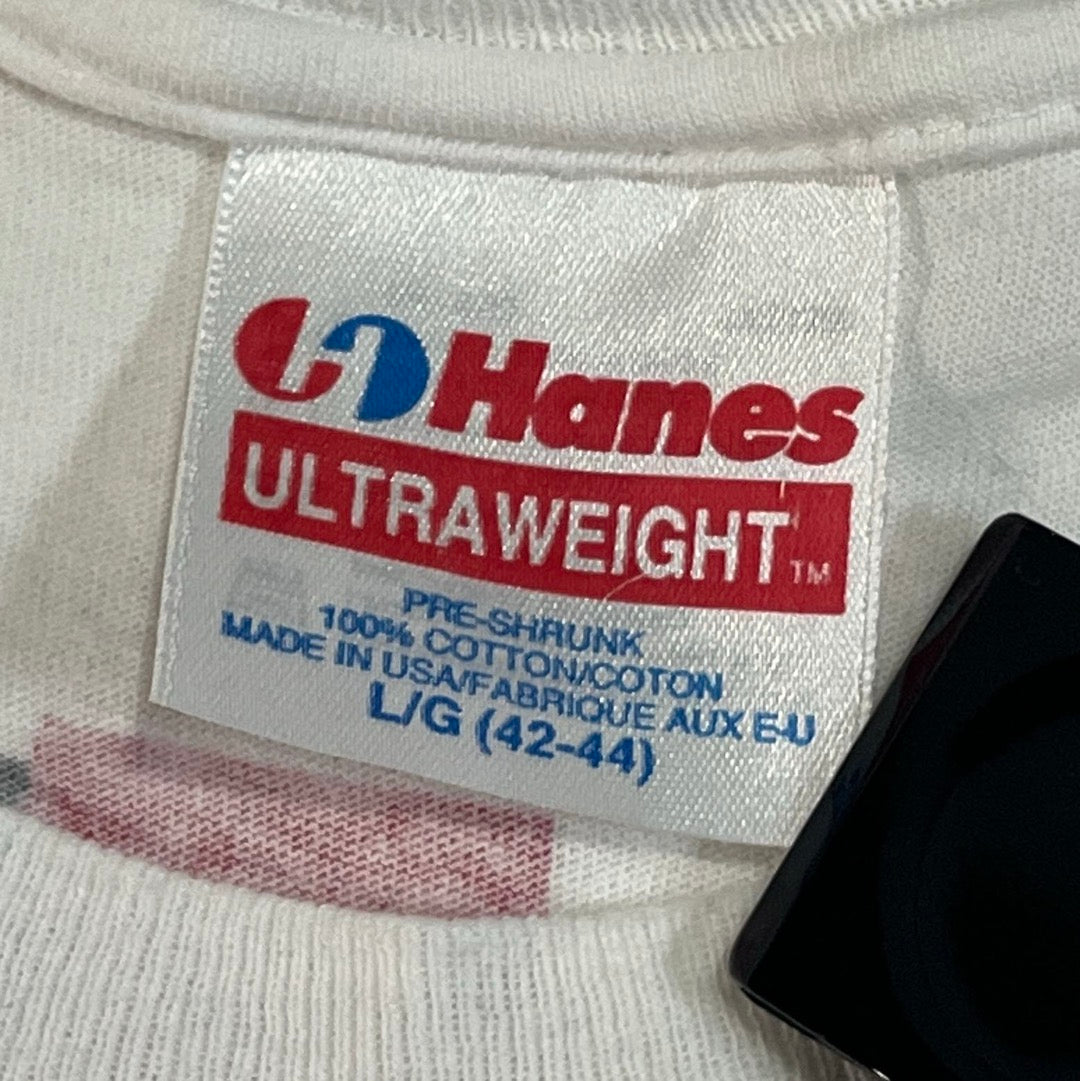 Hanes
ULTRAWEIGHT™
PRE-SHRUNK
100% COTTON/COTON
MADE IN USA/FABRIQUE AUX E-U
L/G (42-44)